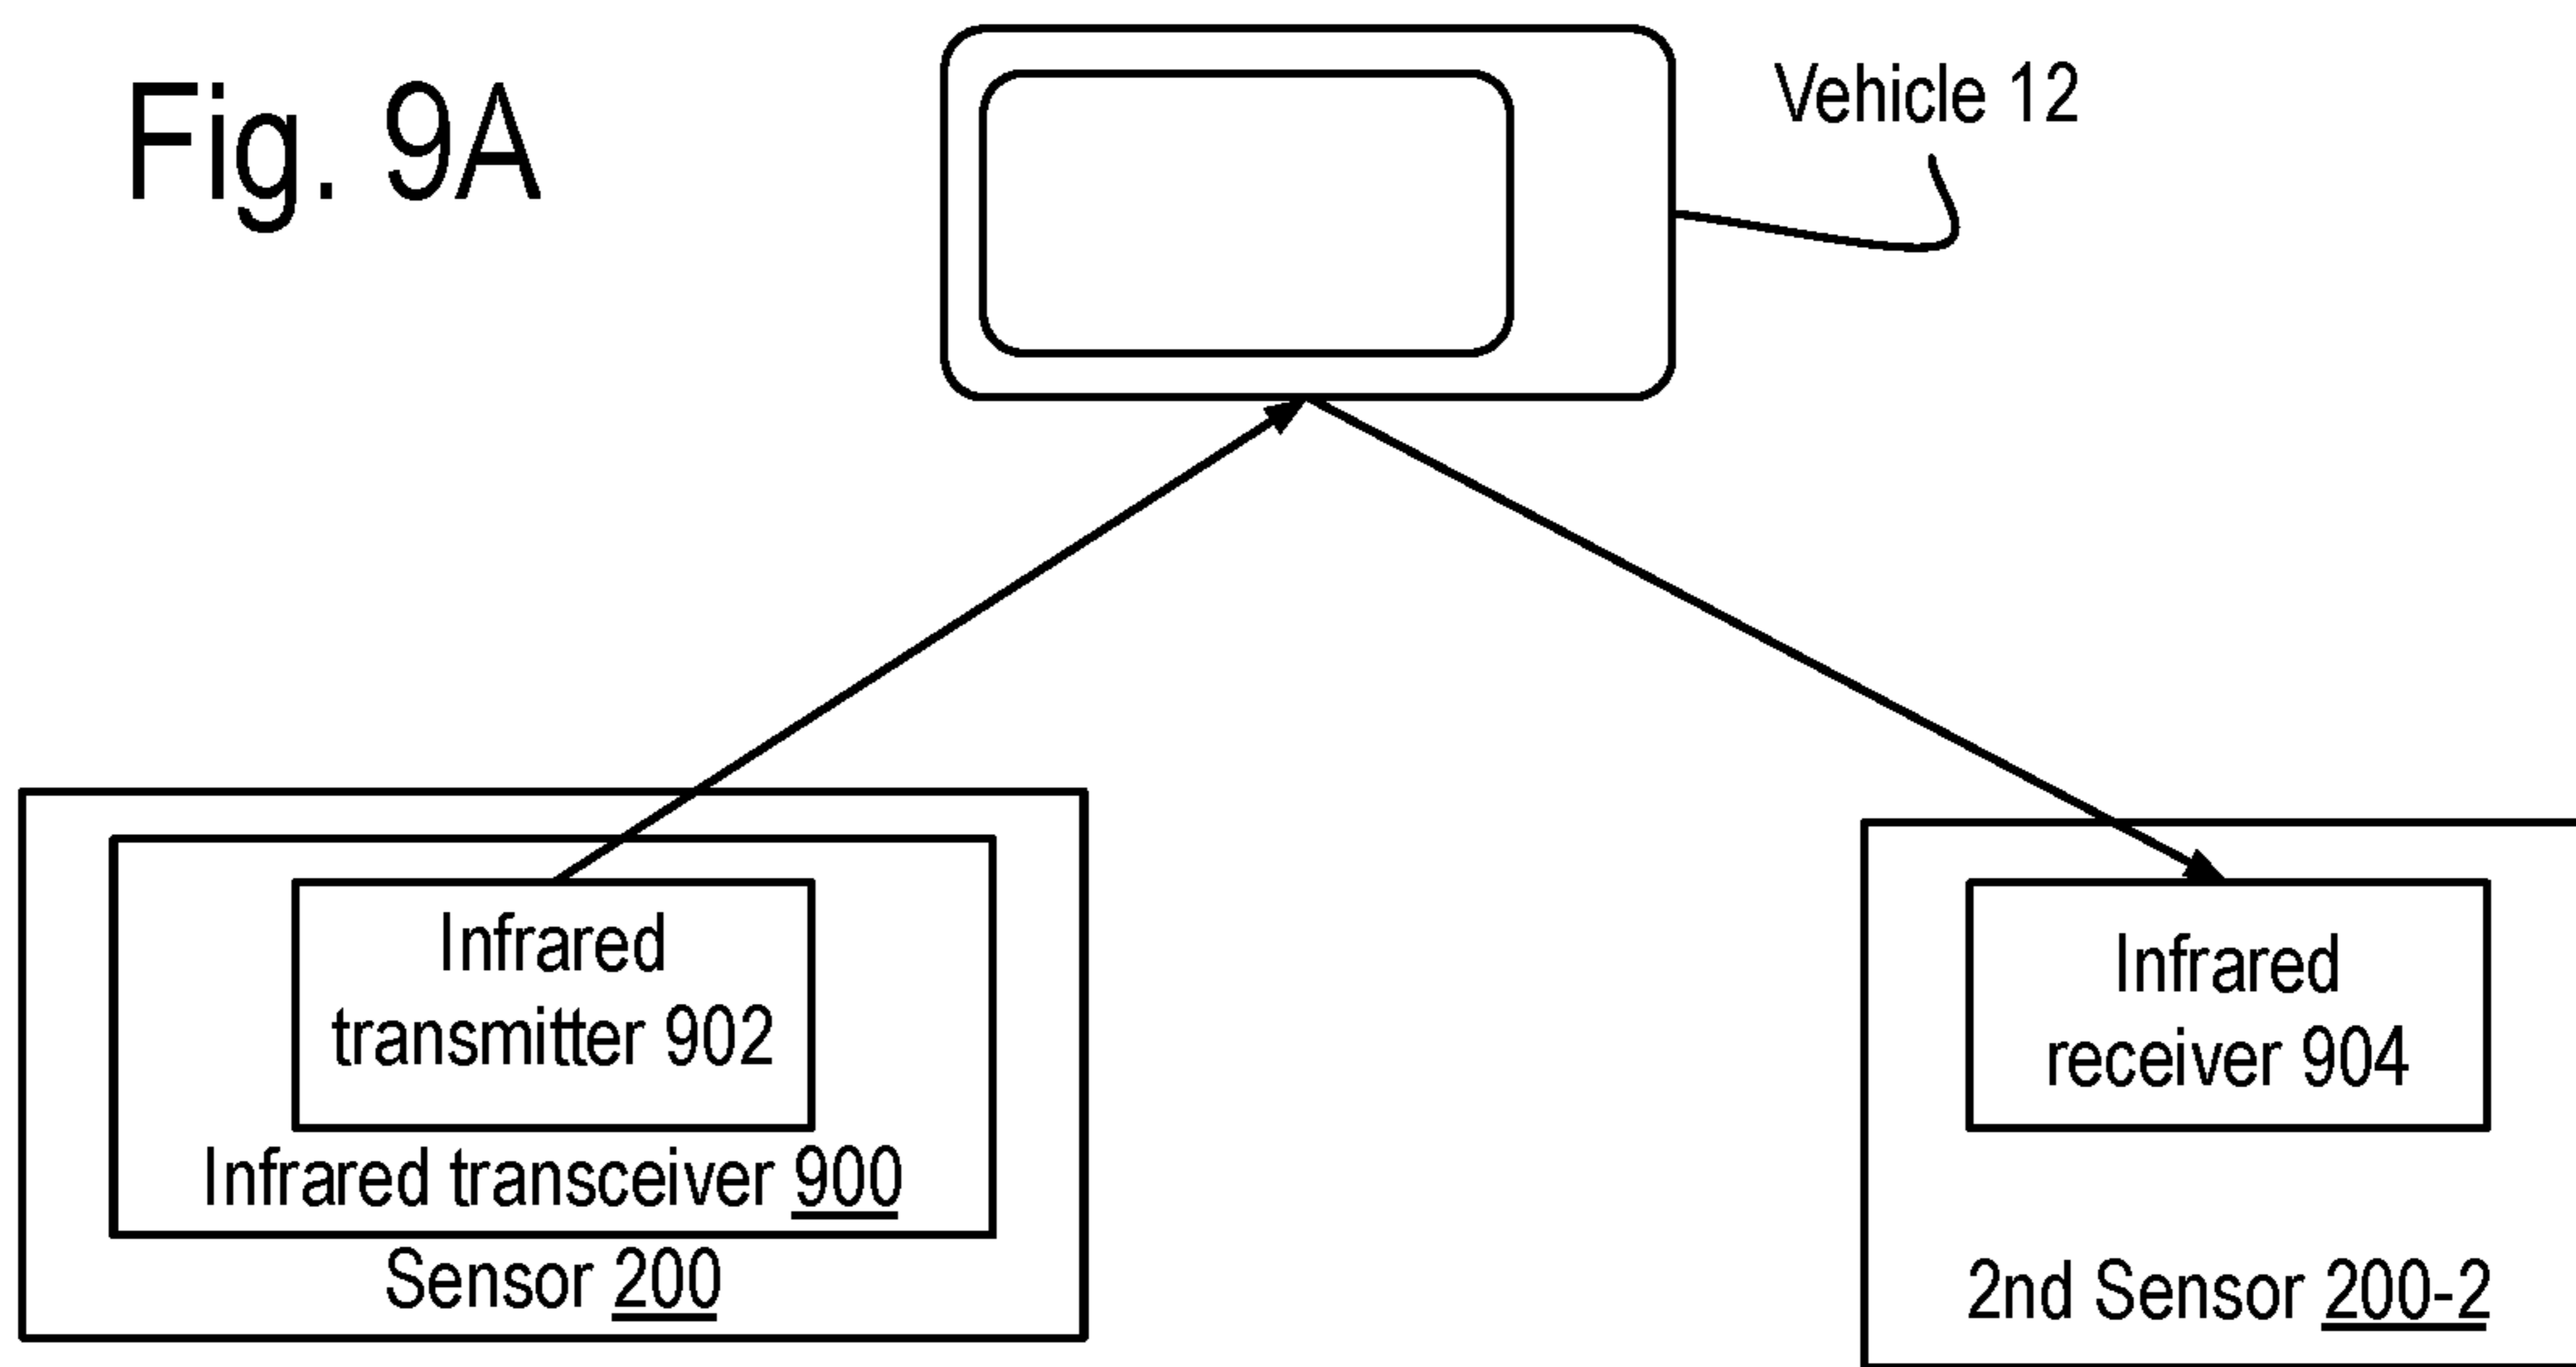 Fig. 9A
Vehicle 12
Infrared
transmitter 902
Infrared transceiver 900
Sensor 200
Infrared
receiver 904
2nd Sensor 200-2